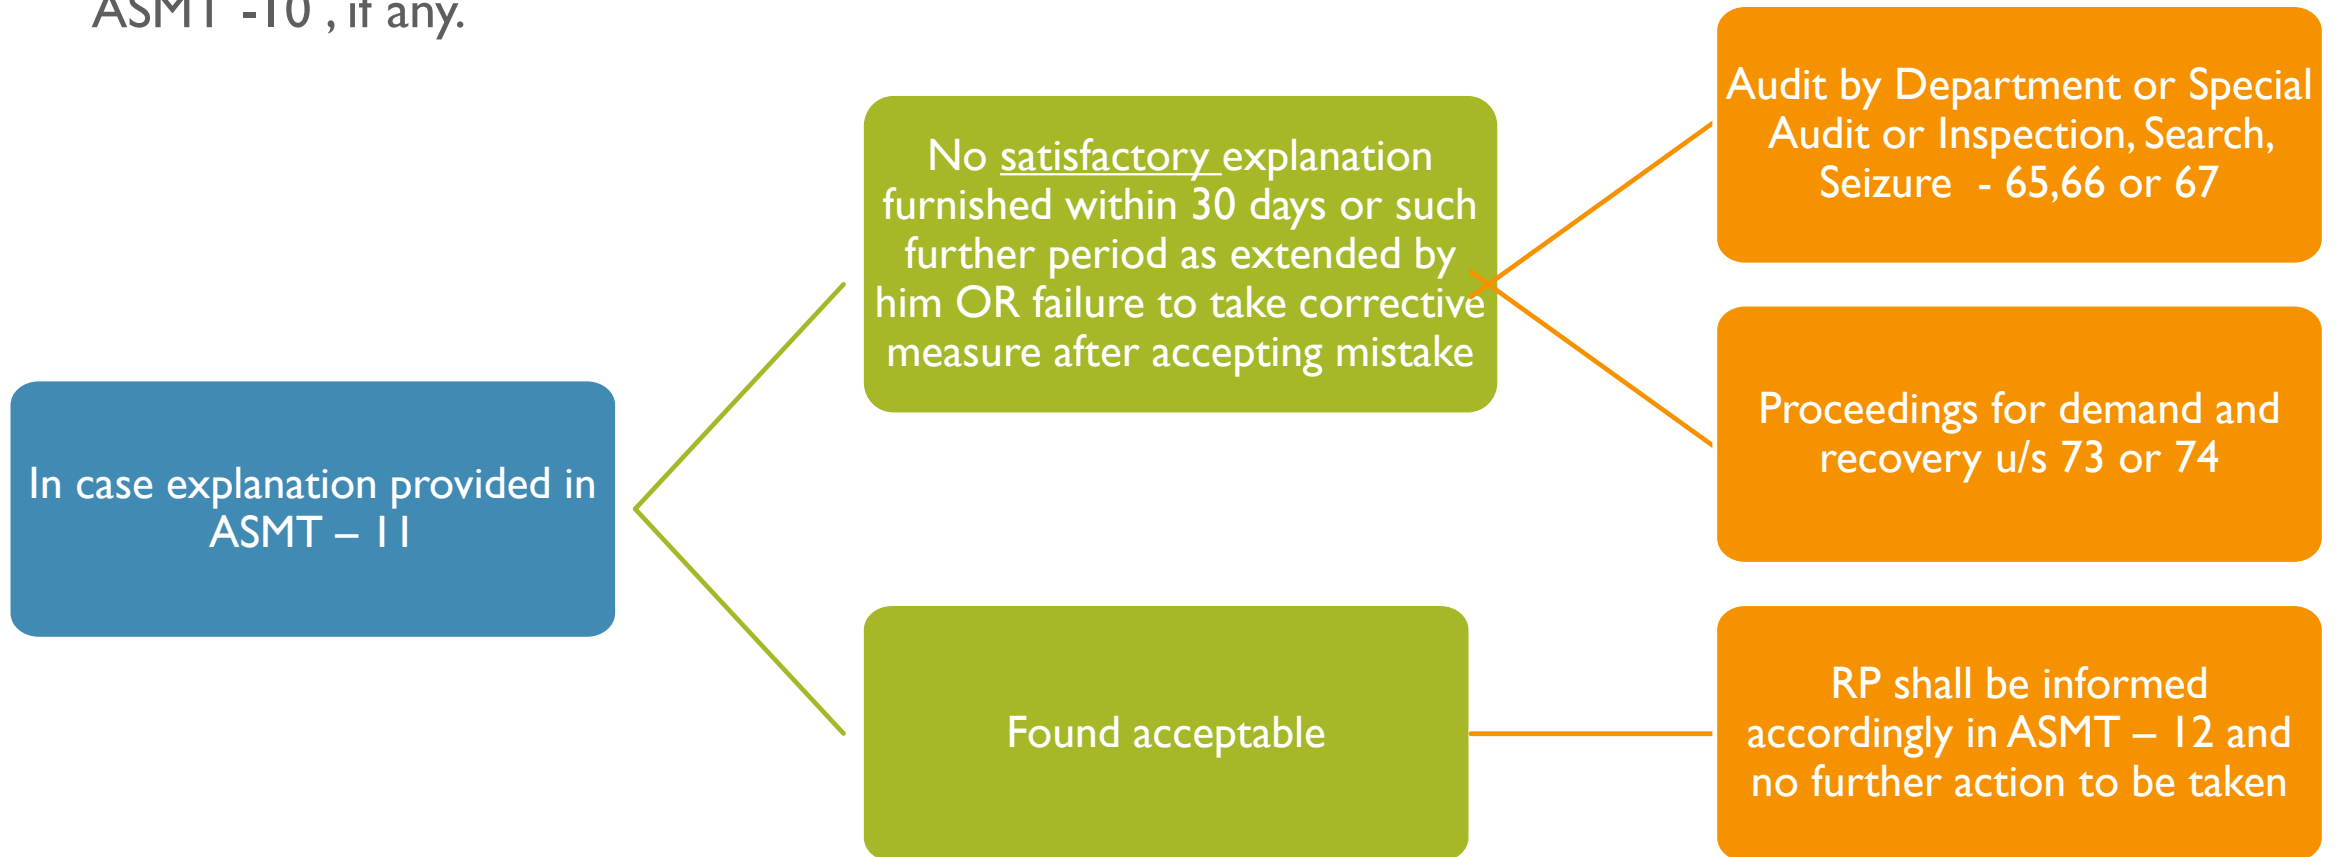 ASMT -10 , if any.
In case explanation provided in
ASMT – 11
No satisfactory explanation
furnished within 30 days or such
further period as extended by
him OR failure to take corrective
measure after accepting mistake
Audit by Department or Special
Audit or Inspection, Search,
Seizure - 65,66 or 67
Proceedings for demand and
recovery u/s 73 or 74
Found acceptable
RP shall be informed
accordingly in ASMT – 12 and
no further action to be taken